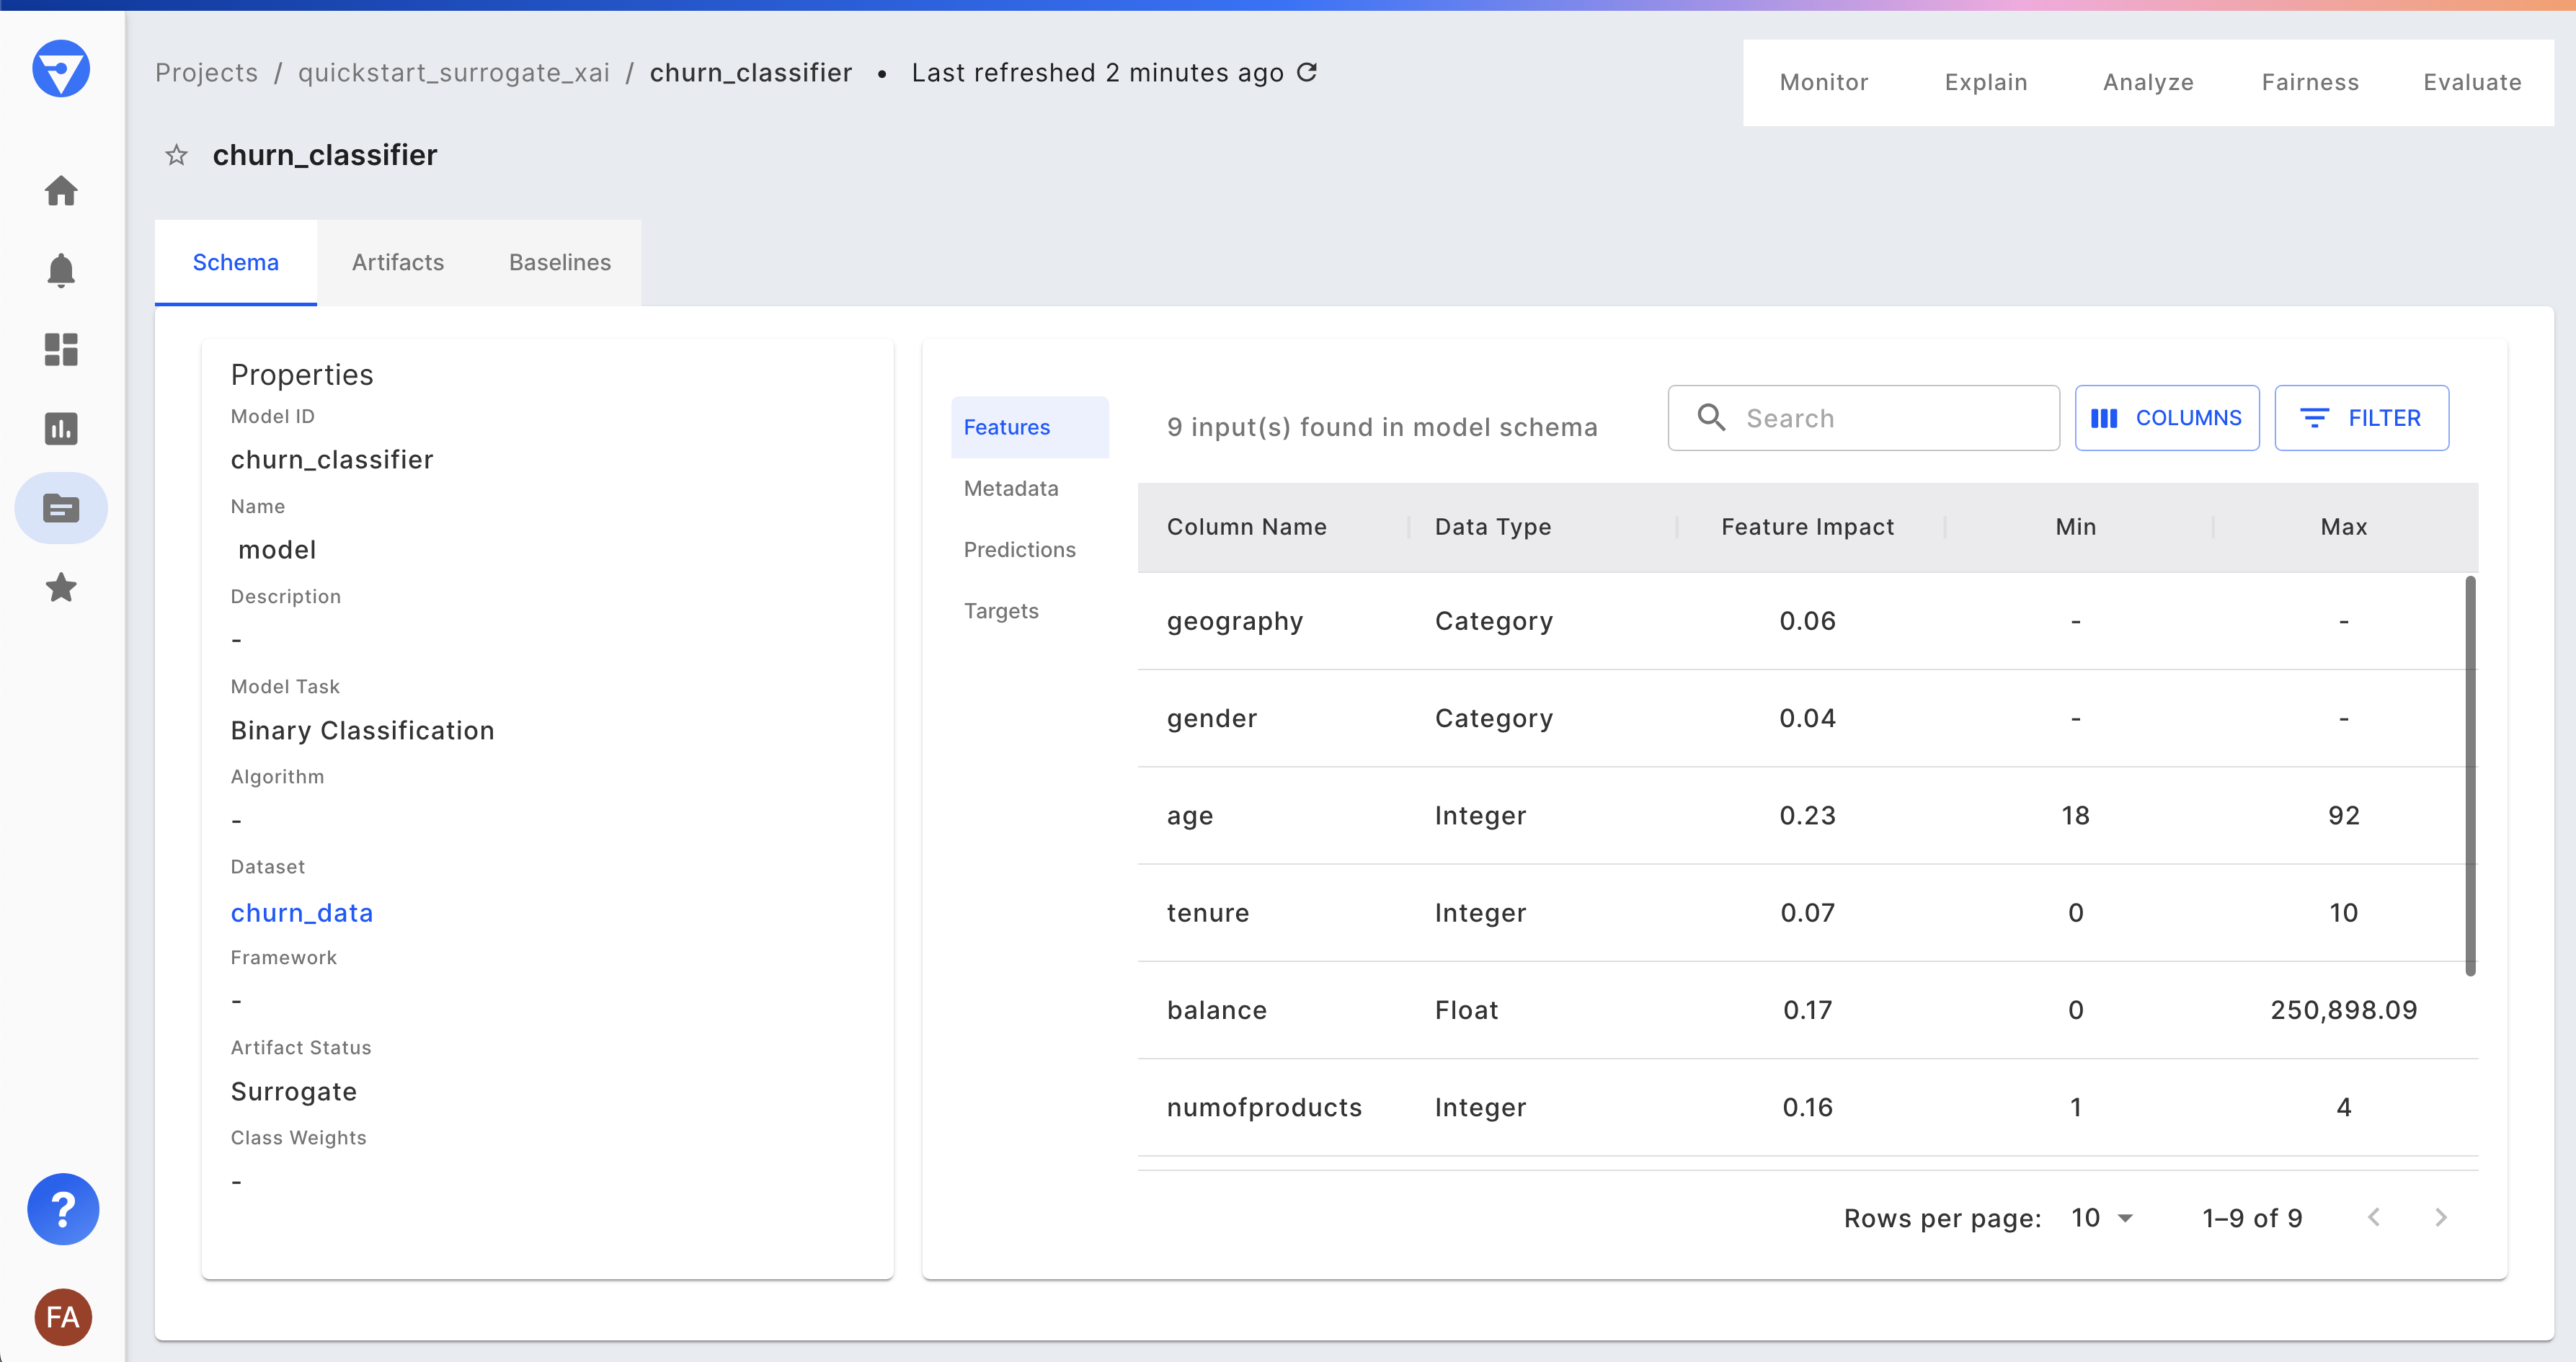 Projects / quickstart_surrogate_xai / churn_classifier • Last refreshed 2 minutes ago
Monitor Explain Analyze Fairness Evaluate
churn_classifier
Schema Artifacts Baselines
Properties
Model ID
churn_classifier
Name
model
Description
-
Model Task
Binary Classification
Algorithm
-
Dataset
churn_data
Framework
-
Artifact Status
Surrogate
Class Weights
-
Features
Metadata
Predictions
Targets
9 input(s) found in model schema
Search
COLUMNS
FILTER
Column Name Data Type Feature Impact Min Max
geography Category 0.06 - -
gender Category 0.04 - -
age Integer 0.23 18 92
tenure Integer 0.07 0 10
balance Float 0.17 0 250,898.09
numofproducts Integer 0.16 1 4
Rows per page: 10 1–9 of 9
?
FA